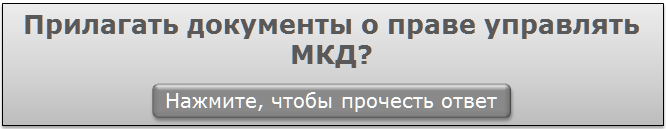 Прилагать документы о праве управлять
МКД?
Нажмите, чтобы прочесть ответ